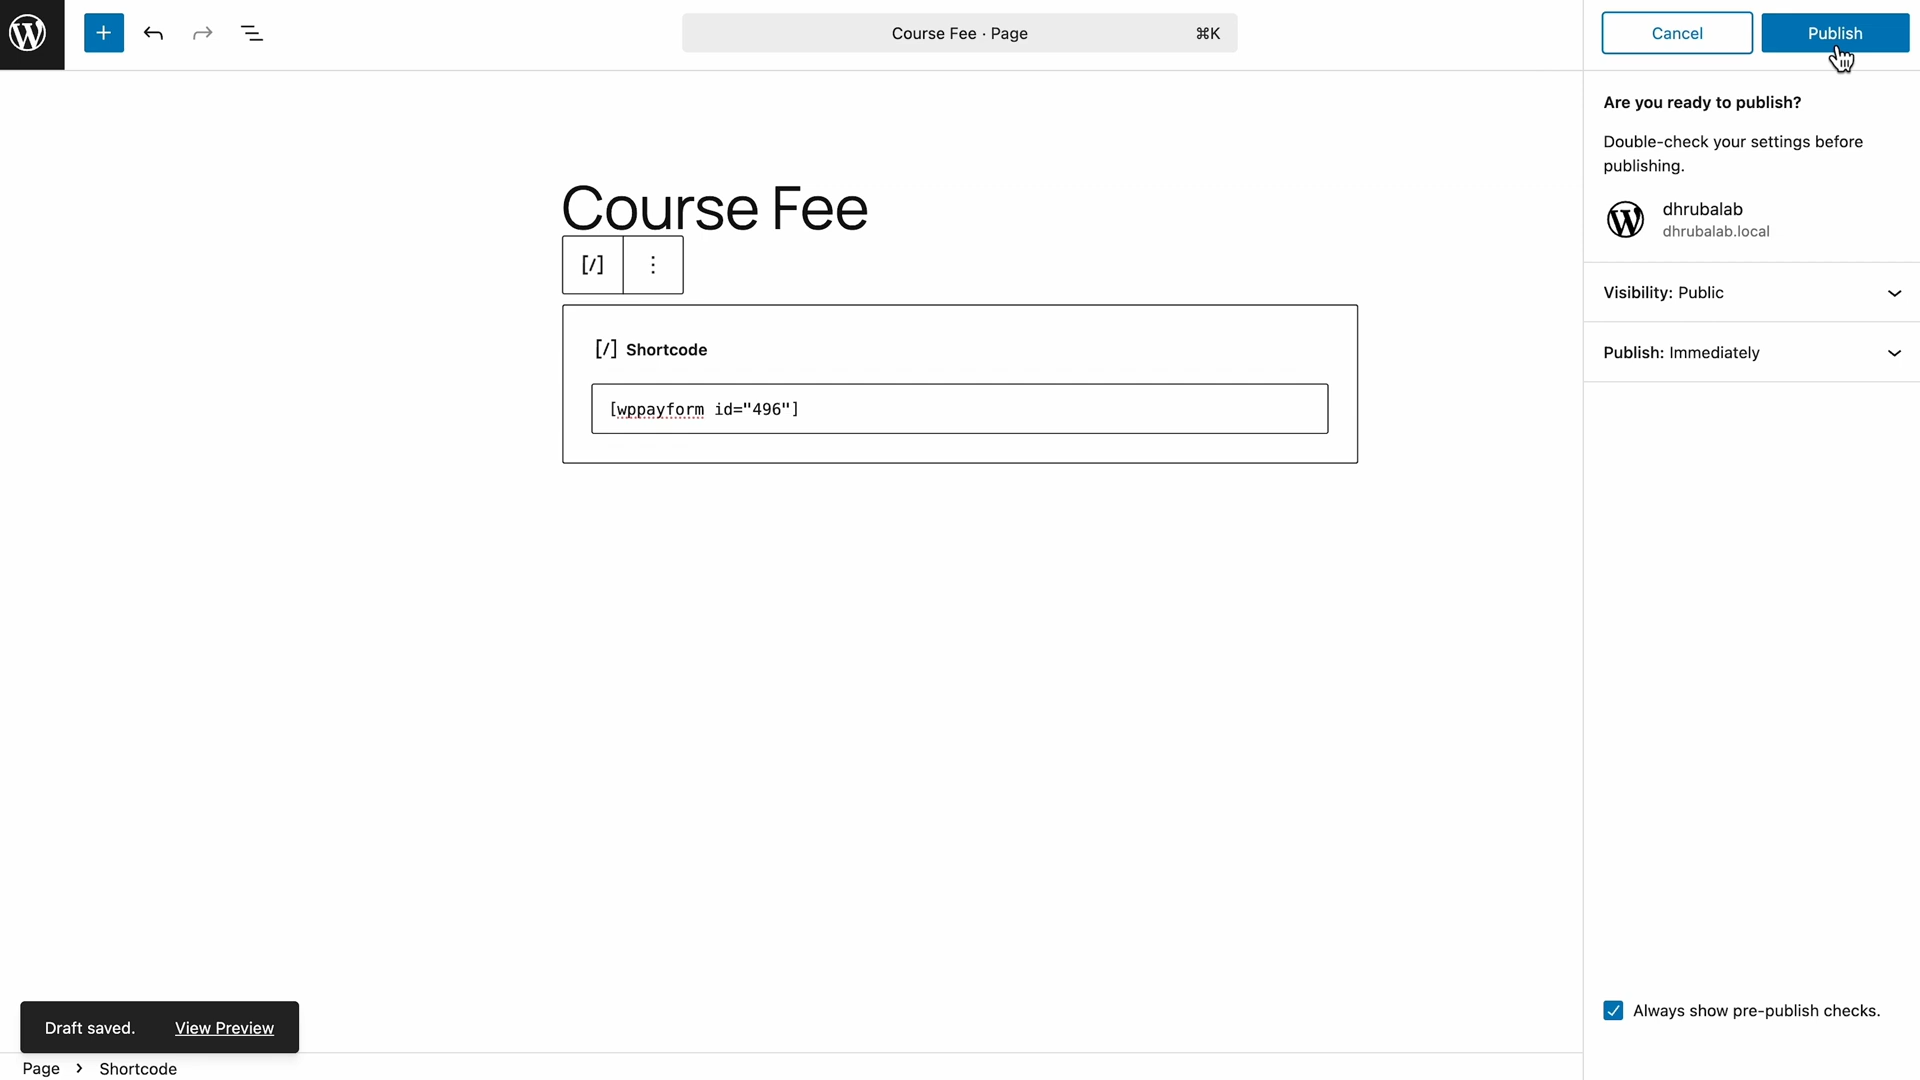 Course Fee · Page ⌘K
Cancel
Publish
Are you ready to publish?
Double-check your settings before
publishing.
dhrubalab
dhrubalab.local
Visibility: Public
Publish: Immediately
Course Fee
[/]
[/] Shortcode
[wppayform id="496"]
Always show pre-publish checks.
Draft saved. View Preview
Page › Shortcode